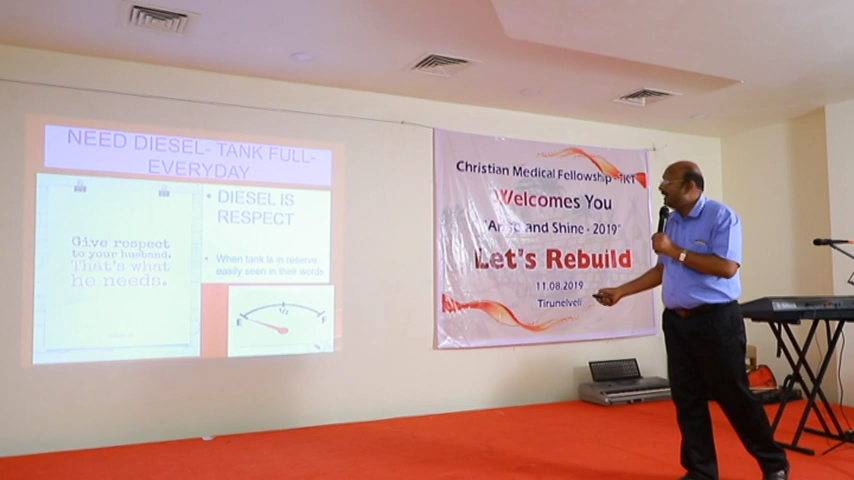 NEED DIESEL- TANK FULL-
EVERYDAY
Give respect
to your husband.
That's what
he needs.
DIESEL IS
RESPECT
When tank is in reserve
easily seen in their words
E
1/2
F
Christian Medical Fellowship -
Welcomes You
"Arise and Shine - 2019"
Let's Rebuild
11.08.2019
Tirunelveli